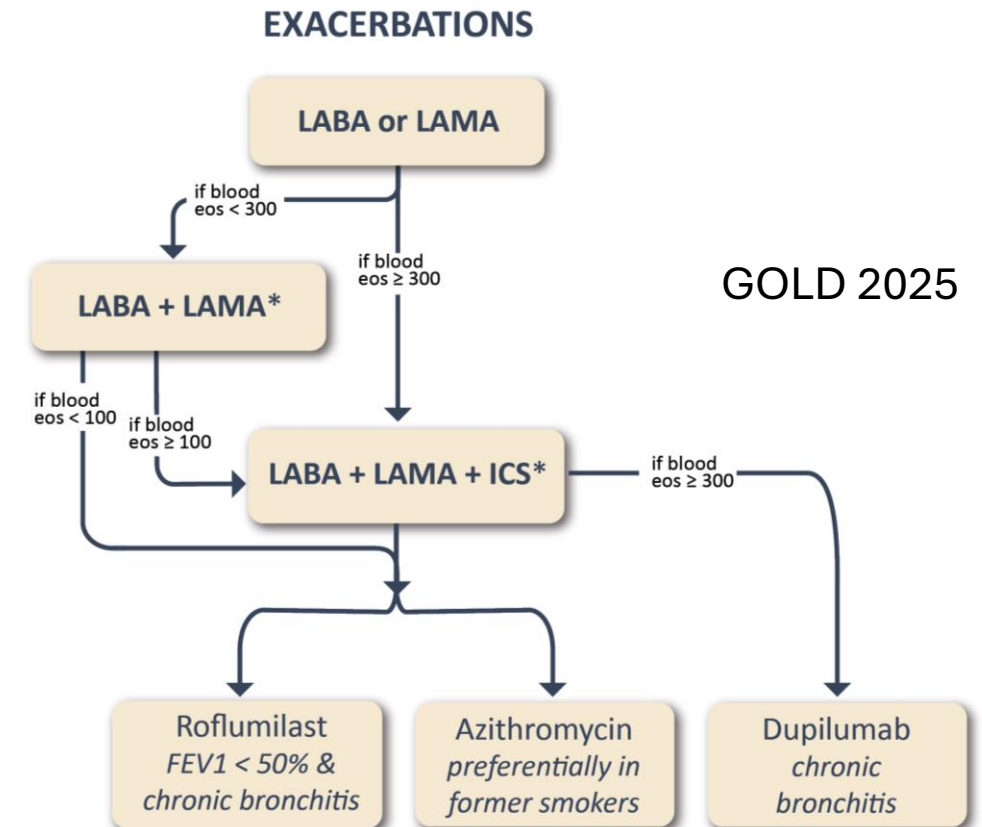 EXACERBATIONS
LABA or LAMA
if blood
eos < 300
if blood
eos ≥ 300
GOLD 2025
LABA + LAMA*
if blood
eos < 100
if blood
eos ≥ 100
LABA + LAMA + ICS*
if blood
eos ≥ 300
Roflumilast
FEV1 < 50% &
chronic bronchitis
Azithromycin
preferentially in
former smokers
Dupilumab
chronic
bronchitis